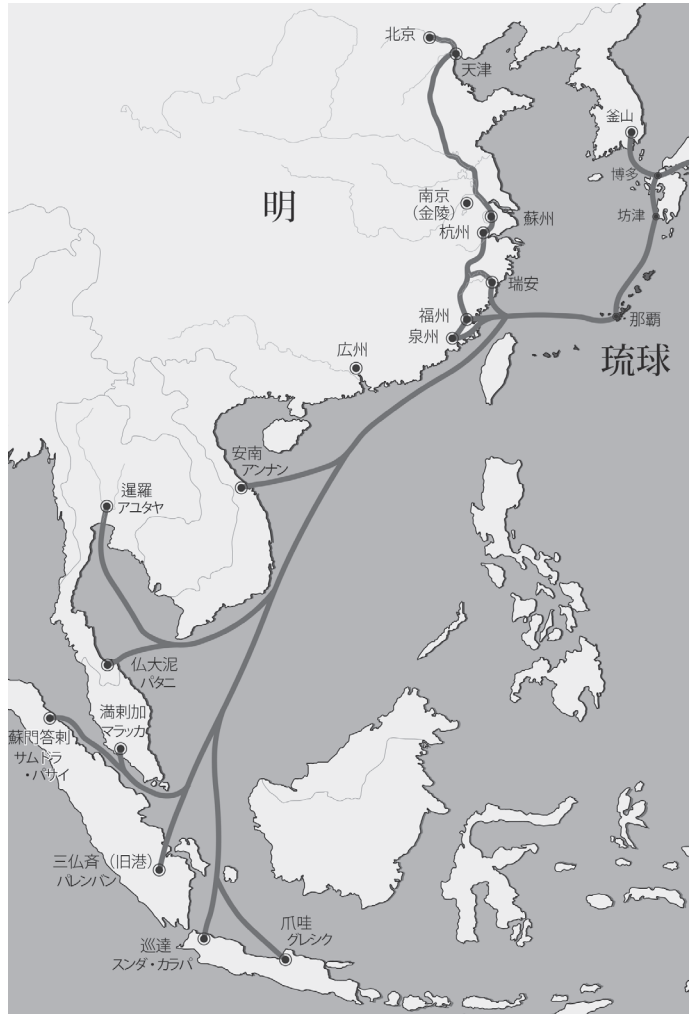 北京
天津
釜山
博多
坊津
明
南京
（金陵）
蘇州
杭州
瑞安
福州
泉州
那覇
琉球
広州
安南
アンナン
暹羅
アユタヤ
仏大泥
パタニ
満剌加
マラッカ
蘇門答剌
サムドラ
・パサイ
三仏斉（旧港）
パレンバン
爪哇
グレシク
巡達
スンダ・カラパ